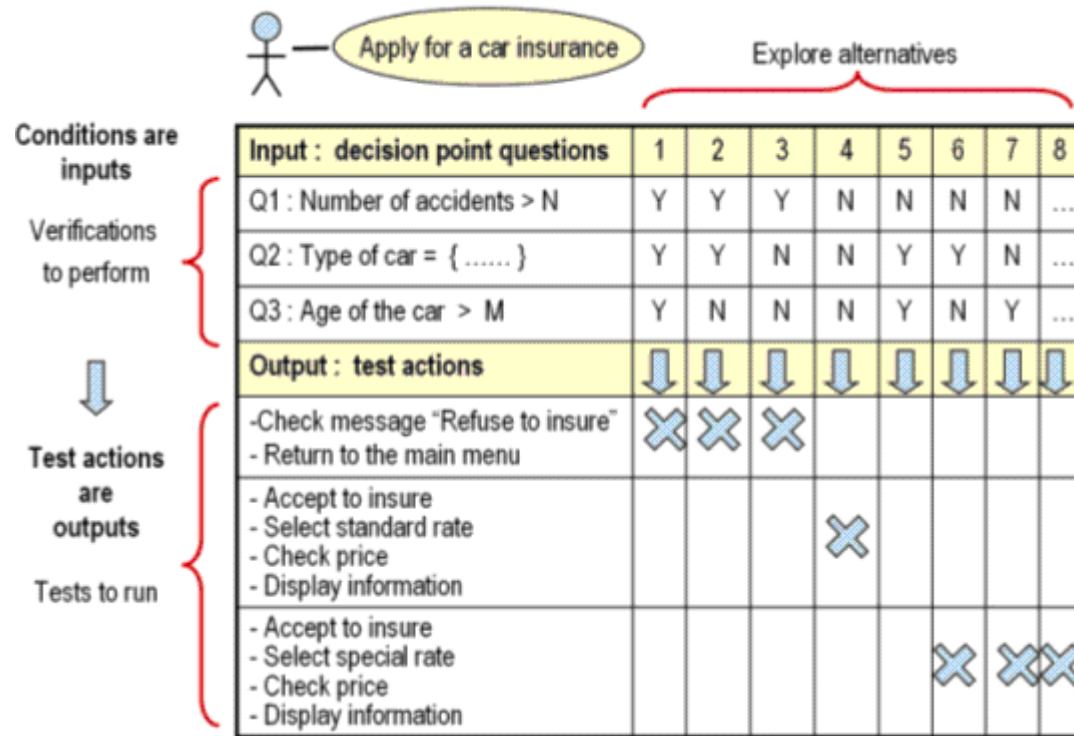 Apply for a car insurance
Explore alternatives
Conditions are
inputs
Verifications
to perform
Test actions
are
outputs
Tests to run
Input : decision point questions 1 2 3 4 5 6 7 8
Q1 : Number of accidents > N Y Y Y N N N N ...
Q2 : Type of car = { ...... } Y Y N N Y Y N ...
Q3 : Age of the car > M Y N N N Y N Y ...
Output : test actions
-Check message “Refuse to insure”
- Return to the main menu
- Accept to insure
- Select standard rate
- Check price
- Display information
- Accept to insure
- Select special rate
- Check price
- Display information